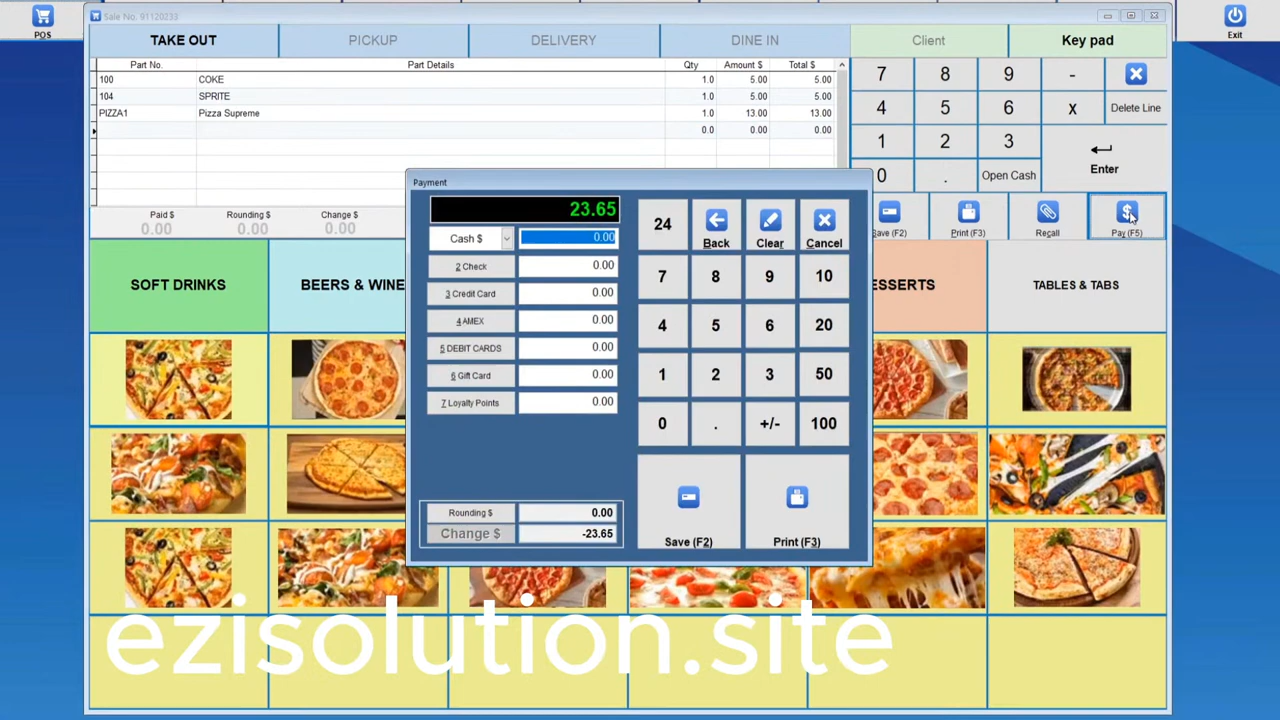 POS
Sale No. 91120233
Exit
TAKE OUT PICKUP DELIVERY DINE IN Client Key pad
Part No. Part Details Qty Amount $ Total $
100 COKE 1.0 5.00 5.00
104 SPRITE 1.0 5.00 5.00
PIZZA1 Pizza Supreme 1.0 13.00 13.00
0.0 0.00 0.00
7 8 9 -
4 5 6 x Delete Line
1 2 3
0 . Open Cash Enter
Paid $ Rounding $ Change $
0.00 0.00 0.00
Save (F2) Print (F3) Recall Pay (F5)
SOFT DRINKS BEERS & WINE ESSERTS TABLES & TABS
Payment
23.65
Cash $ 0.00
2 Check 0.00
3 Credit Card 0.00
4 AMEX 0.00
5 DEBIT CARDS 0.00
6 Gift Card 0.00
7 Loyalty Points 0.00
Rounding $ 0.00
Change $ -23.65
24 Back Clear Cancel
7 8 9 10
4 5 6 20
1 2 3 50
0 . +/- 100
Save (F2) Print (F3)
ezisolution.site